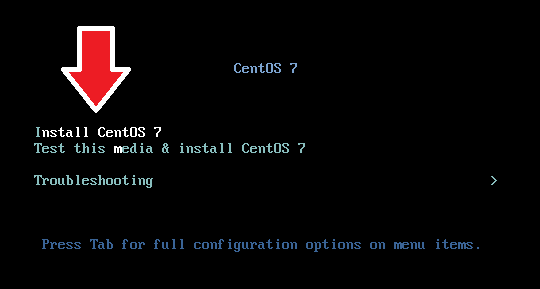 CentOS 7
Install CentOS 7
Test this media & install CentOS 7
Troubleshooting >
Press Tab for full configuration options on menu items.